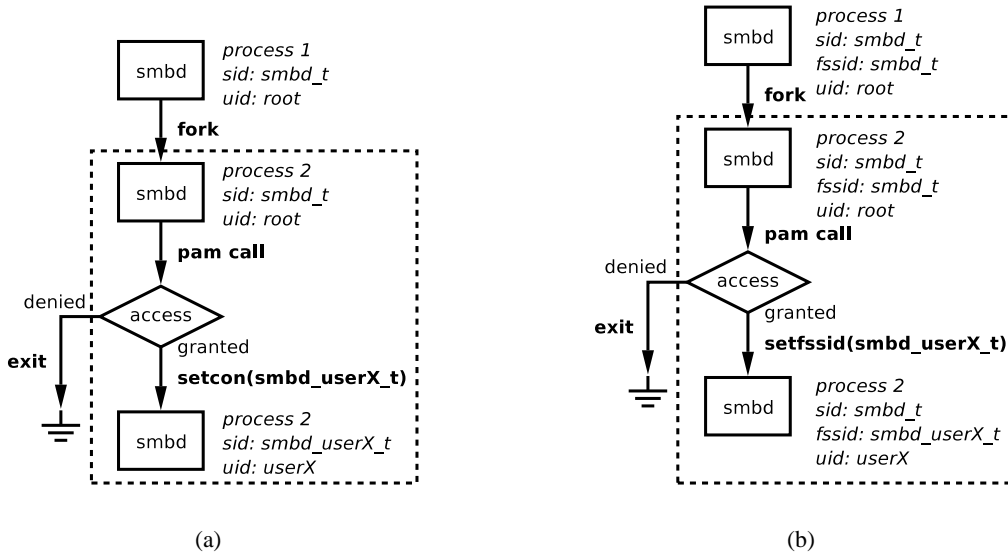 smbd
process 1
sid: smbd_t
uid: root
fork
smbd
process 2
sid: smbd_t
uid: root
pam call
denied
access
exit
granted
setcon(smbd_userX_t)
smbd
process 2
sid: smbd_userX_t
uid: userX
(a)
smbd
process 1
sid: smbd_t
fssid: smbd_t
uid: root
fork
smbd
process 2
sid: smbd_t
fssid: smbd_t
uid: root
pam call
denied
access
exit
granted
setfssid(smbd_userX_t)
smbd
process 2
sid: smbd_t
fssid: smbd_userX_t
uid: userX
(b)